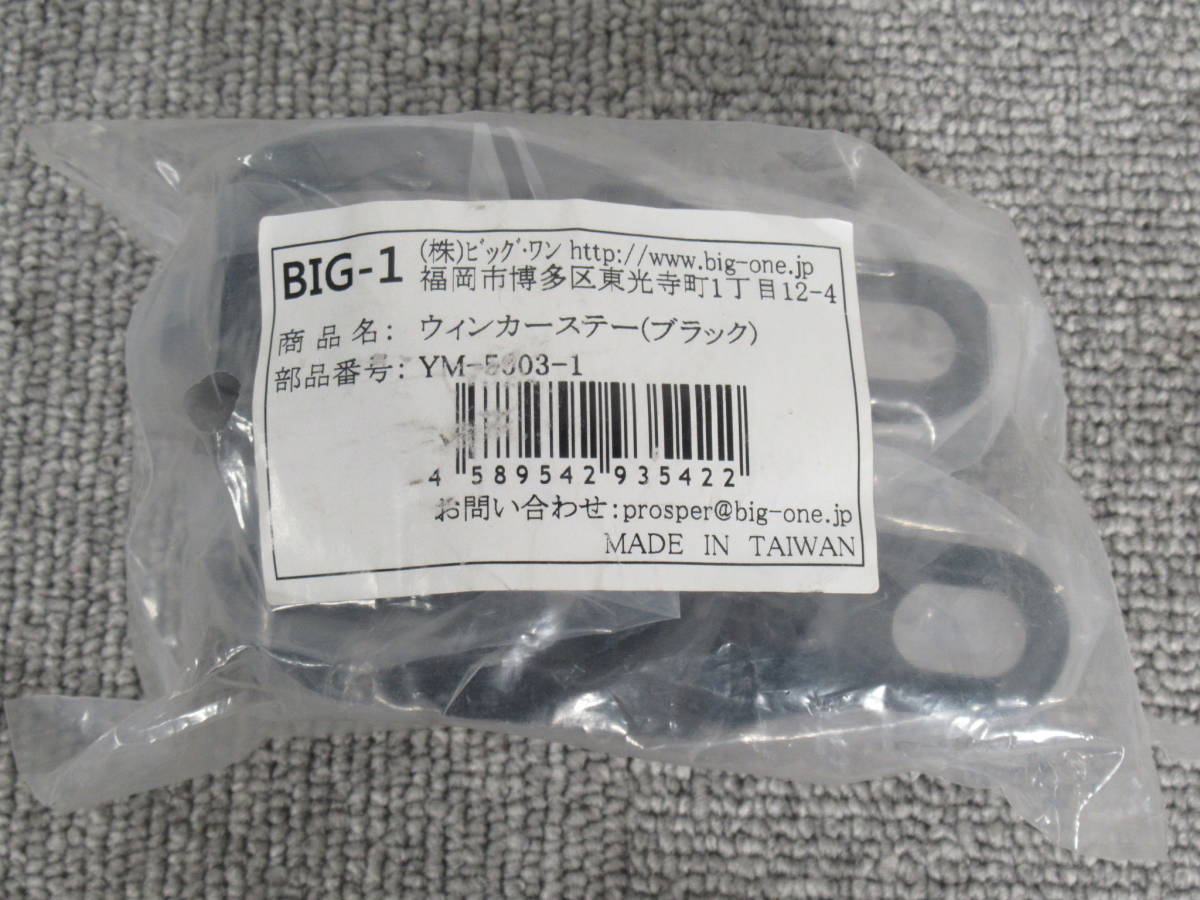 BIG-1 (株)ビッグ・ワン http://www.big-one.jp
福岡市博多区東光寺町1丁目12-4
商品名: ウィンカーステー(ブラック)
部品番号:
4 589542 935422
お問い合わせ:prosper@big-one.jp
MADE IN TAIWAN